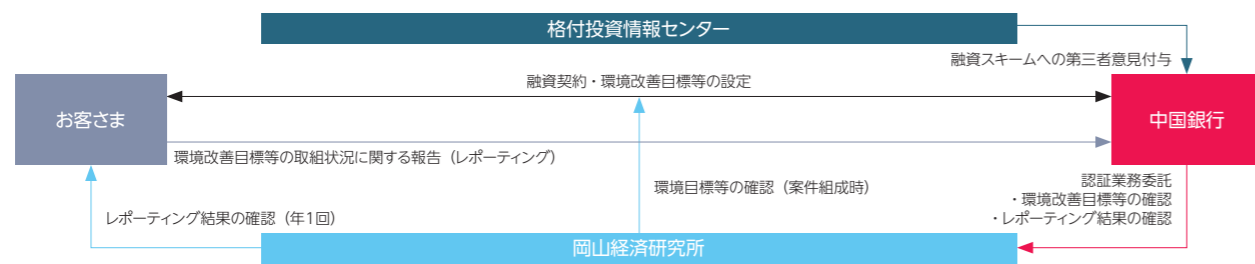 格付投資情報センター
融資スキームへの第三者意見付与
融資契約・環境改善目標等の設定
お客さま
中国銀行
環境改善目標等の取組状況に関する報告（レポーティング）
環境目標等の確認（案件組成時）
認証業務委託
・環境改善目標等の確認
・レポーティング結果の確認
レポーティング結果の確認（年1回）
岡山経済研究所